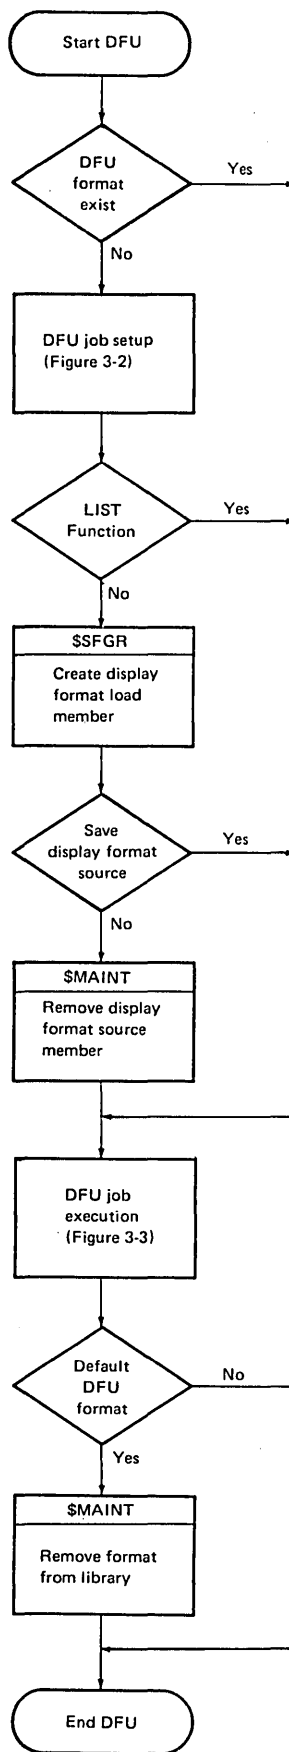 Start DFU
DFU
format
exist
Yes
No
DFU job setup
(Figure 3-2)
LIST
Function
Yes
No
$SFGR
Create display
format load
member
Save
display format
source
Yes
No
$MAINT
Remove display
format source
member
DFU job
execution
(Figure 3-3)
Default
DFU
format
No
Yes
$MAINT
Remove format
from library
End DFU